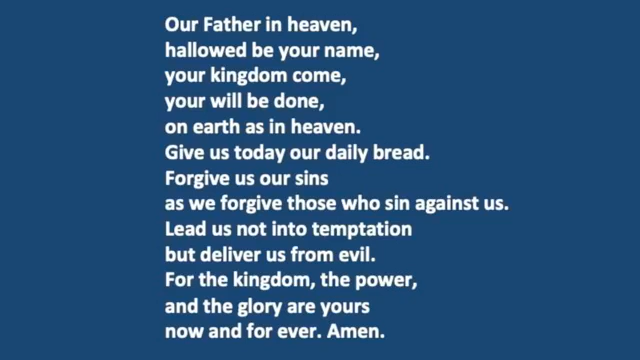 Our Father in heaven,
hallowed be your name,
your kingdom come,
your will be done,
on earth as in heaven.
Give us today our daily bread.
Forgive us our sins
as we forgive those who sin against us.
Lead us not into temptation
but deliver us from evil.
For the kingdom, the power,
and the glory are yours
now and for ever. Amen.